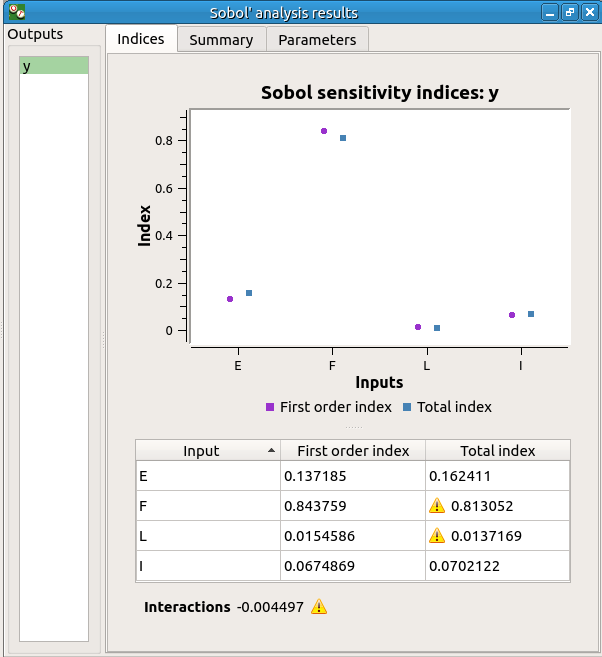 Sobol' analysis results
Outputs
y
Indices Summary Parameters
Sobol sensitivity indices: y
Index
0.8
0.6
0.4
0.2
0
E F L I
Inputs
First order index Total index
Input First order index Total index
E 0.137185 0.162411
F 0.843759 0.813052
L 0.0154586 0.0137169
I 0.0674869 0.0702122
Interactions -0.004497